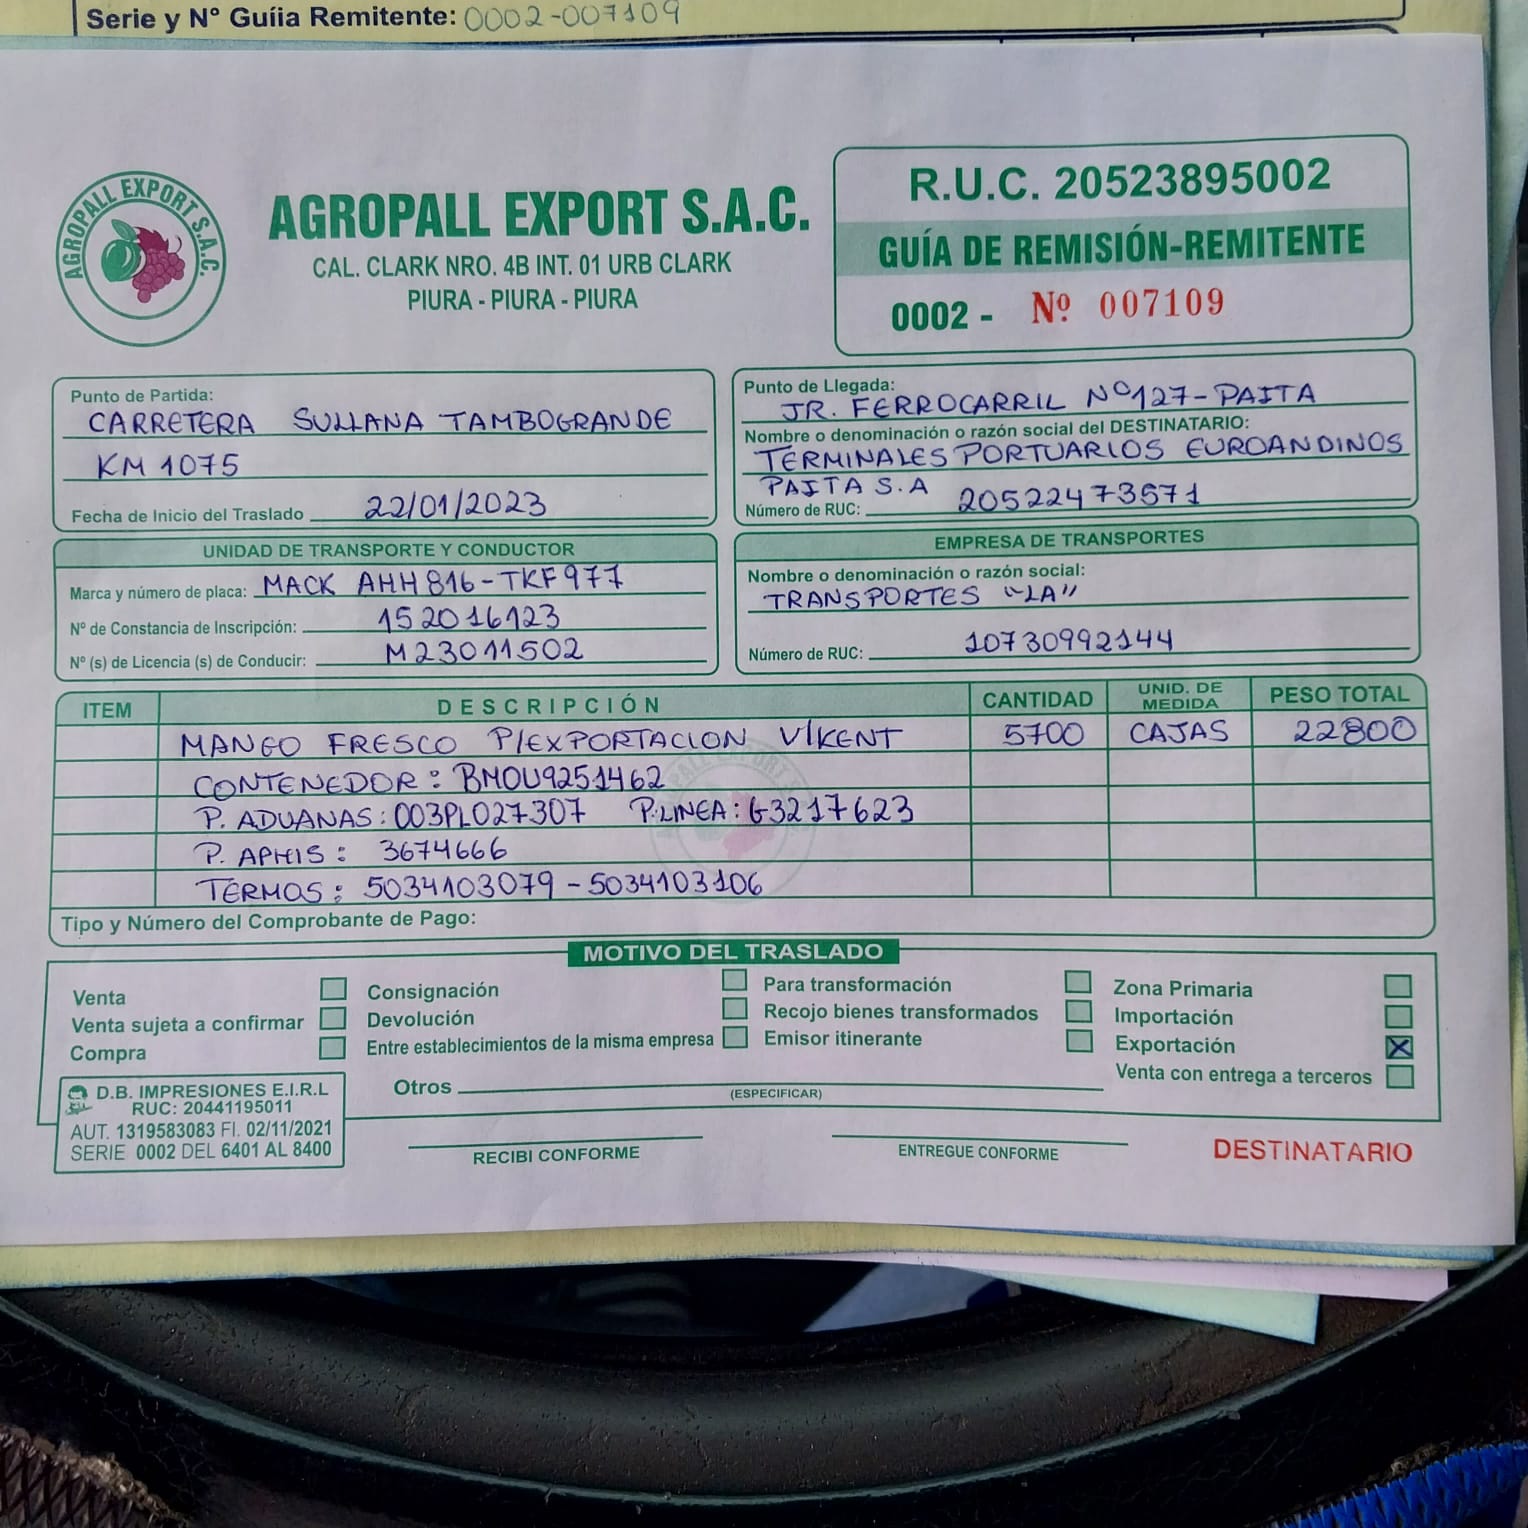 Serie y N° Guíia Remitente: 0002-007109
AGROPALL EXPORT S.A.C.
AGROPALL EXPORT S.A.C.
CAL. CLARK NRO. 4B INT. 01 URB CLARK
PIURA - PIURA - PIURA
R.U.C. 20523895002
GUÍA DE REMISIÓN-REMITENTE
0002 - Nº 007109
Punto de Partida:
CARRETERA SULLANA TAMBOGRANDE
KM 1075
Fecha de Inicio del Traslado 22/01/2023
Punto de Llegada:
JR. FERROCARRIL Nº127-PAITA
Nombre o denominación o razón social del DESTINATARIO:
TERMINALES PORTUARIOS EUROANDINOS
PAITA S.A
Número de RUC: 20522473571
UNIDAD DE TRANSPORTE Y CONDUCTOR
Marca y número de placa: MACK AHH816-TKF977
Nº de Constancia de Inscripción: 152016123
Nº (s) de Licencia (s) de Conducir: M23011502
EMPRESA DE TRANSPORTES
Nombre o denominación o razón social:
TRANSPORTES "LA"
Número de RUC: 10730992144
ITEM DESCRIPCIÓN CANTIDAD UNID. DE MEDIDA PESO TOTAL
MANGO FRESCO P/EXPORTACION V/KENT 5700 CAJAS 22800
CONTENEDOR: BMOU9251462
P. ADUANAS: 003PL027307 P.LINEA: G3217623
P. APHIS: 3674666
TERMOS: 5034103079-5034103106
Tipo y Número del Comprobante de Pago:
MOTIVO DEL TRASLADO
Venta
Venta sujeta a confirmar
Compra
Consignación
Devolución
Entre establecimientos de la misma empresa
Para transformación
Recojo bienes transformados
Emisor itinerante
Zona Primaria
Importación
Exportación X
Venta con entrega a terceros
Otros
(ESPECIFICAR)
D.B. IMPRESIONES E.I.R.L
RUC: 20441195011
AUT. 1319583083 FI. 02/11/2021
SERIE 0002 DEL 6401 AL 8400
RECIBI CONFORME
ENTREGUE CONFORME
DESTINATARIO